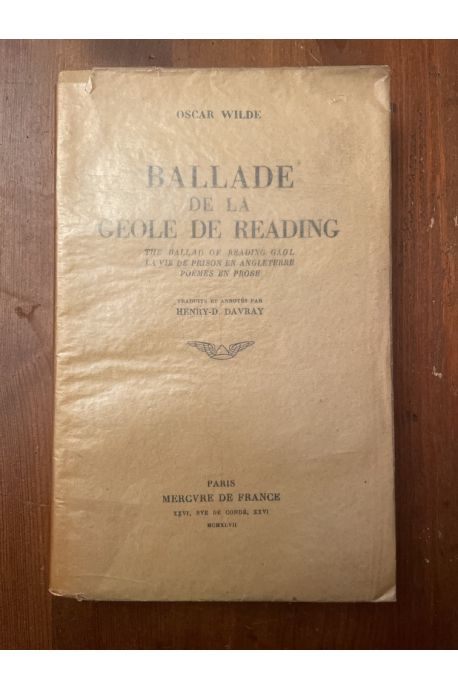 OSCAR WILDE
BALLADE
DE LA
GEOLE DE READING
THE BALLAD OF READING GAOL
LA VIE DE PRISON EN ANGLETERRE
POÈMES EN PROSE
TRADUITS ET ANNOTÉS PAR
HENRY-D. DAVRAY
PARIS
MERCVRE DE FRANCE
XXVI, RVE DE CONDÉ, XXVI
MCMXLVII